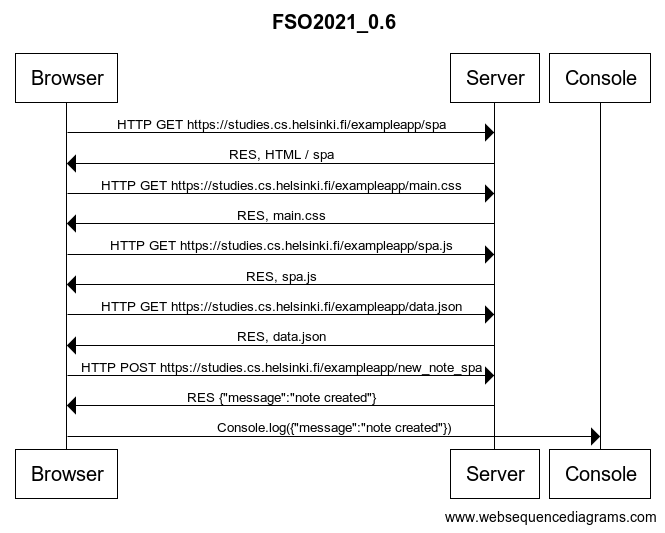 FSO2021_0.6
Browser
Server
Console
HTTP GET https://studies.cs.helsinki.fi/exampleapp/spa
RES, HTML / spa
HTTP GET https://studies.cs.helsinki.fi/exampleapp/main.css
RES, main.css
HTTP GET https://studies.cs.helsinki.fi/exampleapp/spa.js
RES, spa.js
HTTP GET https://studies.cs.helsinki.fi/exampleapp/data.json
RES, data.json
HTTP POST https://studies.cs.helsinki.fi/exampleapp/new_note_spa
RES {"message":"note created"}
Console.log({"message":"note created"})
Browser
Server
Console
www.websequencediagrams.com